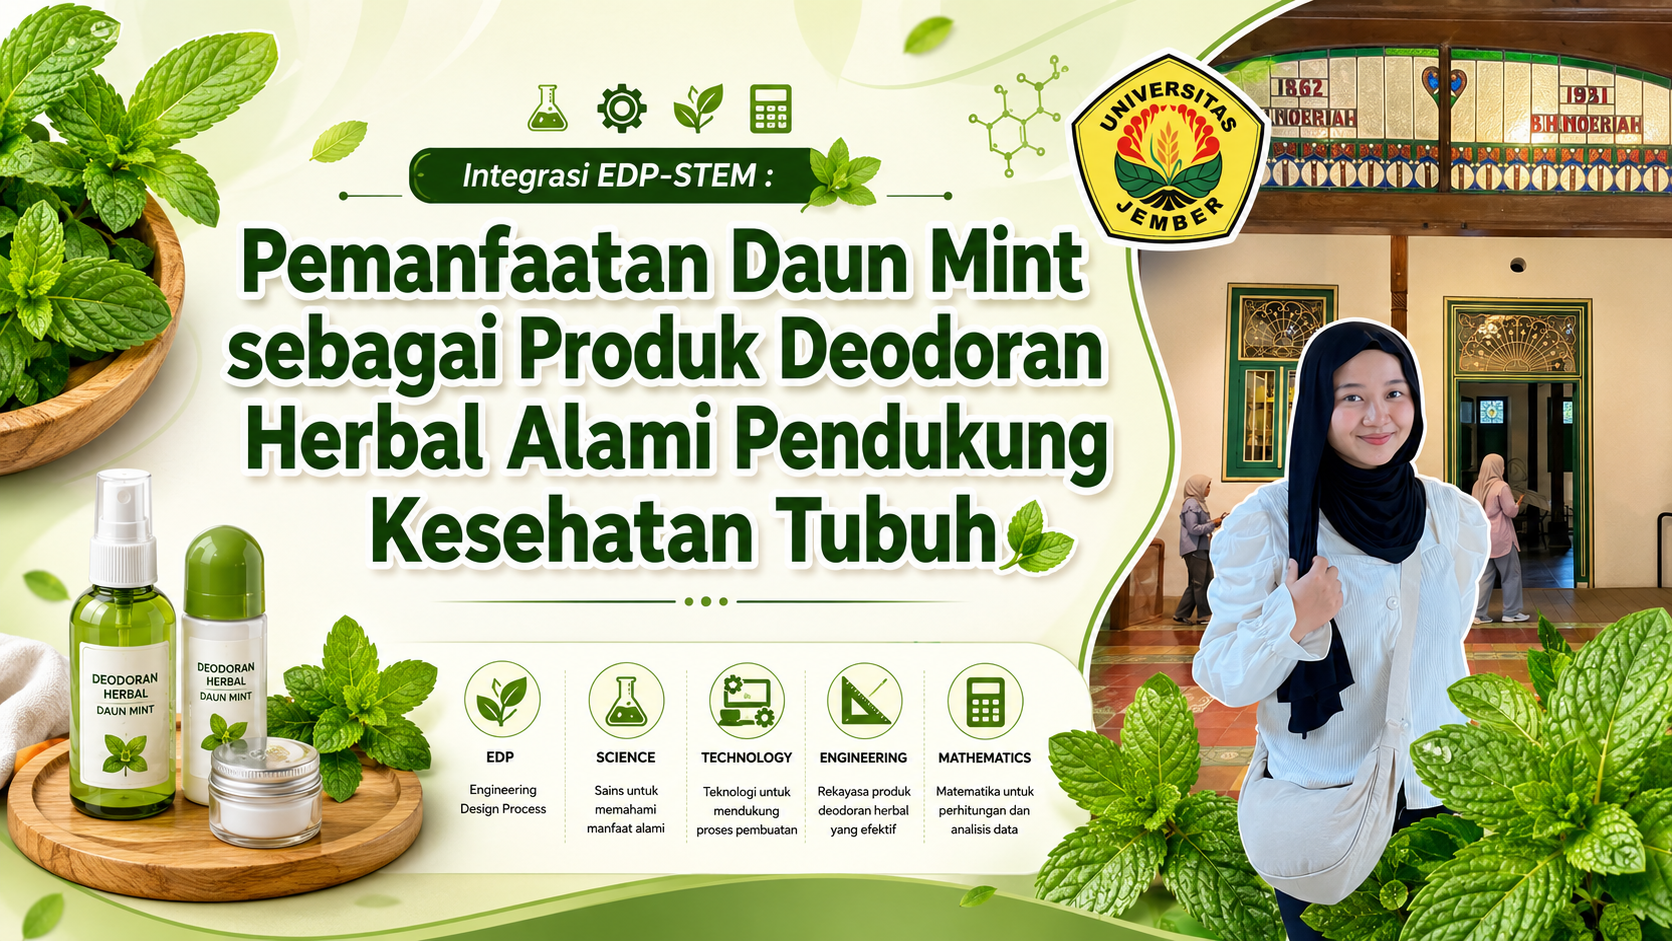 Integrasi EDP-STEM :
Pemanfaatan Daun Mint
sebagai Produk Deodoran
Herbal Alami Pendukung
Kesehatan Tubuh
UNIVERSITAS
JEMBER
1862
NOERIAH
1931
B.H.NOERIAH
DEODORAN
HERBAL
DAUN MINT
DEODORAN
HERBAL
DAUN MINT
EDP
Engineering
Design Process
SCIENCE
Sains untuk
memahami
manfaat alami
TECHNOLOGY
Teknologi untuk
mendukung
proses pembuatan
ENGINEERING
Rekayasa produk
deodoran herbal
yang efektif
MATHEMATICS
Matematika untuk
perhitungan dan
analisis data